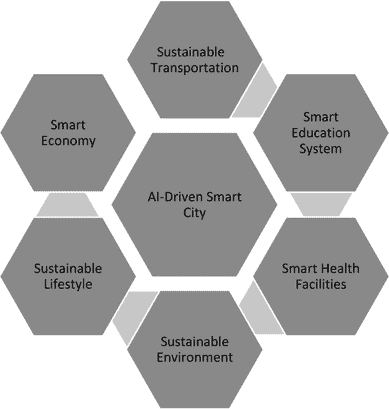 Sustainable
Transportation
Smart
Education
System
Smart
Economy
AI-Driven Smart
City
Smart Health
Facilities
Sustainable
Lifestyle
Sustainable
Environment